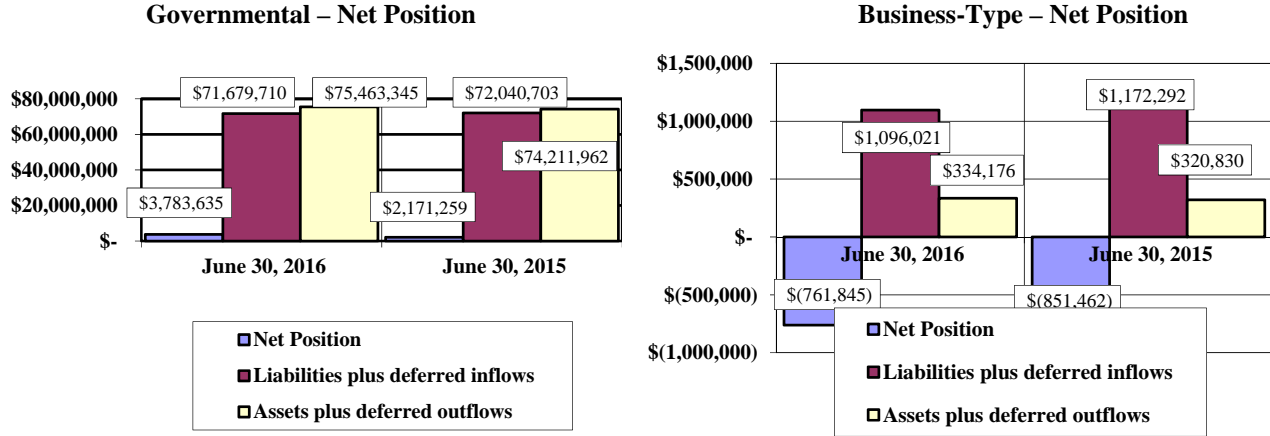 Governmental – Net Position
$80,000,000
$60,000,000
$40,000,000
$20,000,000
$-
$71,679,710
$75,463,345
$72,040,703
$74,211,962
$3,783,635
$2,171,259
June 30, 2016
June 30, 2015
Net Position
Liabilities plus deferred inflows
Assets plus deferred outflows
Business-Type – Net Position
$1,500,000
$1,000,000
$500,000
$-
$(500,000)
$(1,000,000)
$1,096,021
$334,176
$1,172,292
$320,830
June 30, 2016
June 30, 2015
$(761,845)
$(851,462)
Net Position
Liabilities plus deferred inflows
Assets plus deferred outflows